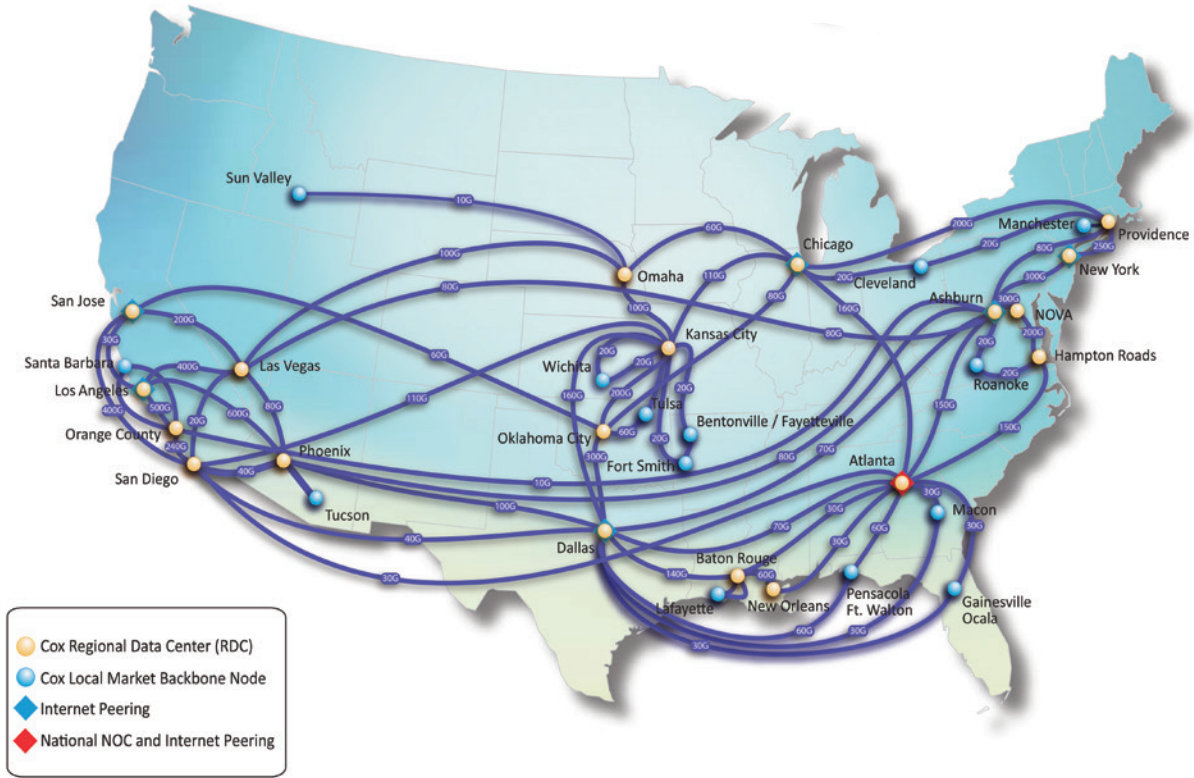 Sun Valley
10G
60G
Chicago
200G
Manchester
Providence
100G
Omaha
110G
20G
20G
Cleveland
80G
250G
New York
300G
San Jose
200G
80G
100G
80G
160G
Ashburn
300G
NOVA
30G
80G
Kansas City
200G
Santa Barbara
400G
Las Vegas
60G
Wichita
20G
20G
Hampton Roads
Los Angeles
110G
160G
200G
20G
Roanoke
20G
500G
600G
20G
80G
Tulsa
400G
Orange County
240G
Oklahoma City
60G
Bentonville / Fayetteville
150G
150G
Phoenix
300G
20G
Fort Smith
80G
70G
Atlanta
San Diego
40G
10G
30G
Macon
Tucson
100G
40G
Dallas
70G
30G
60G
30G
30G
Baton Rouge
140G
60G
Lafayette
New Orleans
Pensacola
Ft. Walton
Gainesville
Ocala
30G
60G
30G
30G
Cox Regional Data Center (RDC)
Cox Local Market Backbone Node
Internet Peering
National NOC and Internet Peering